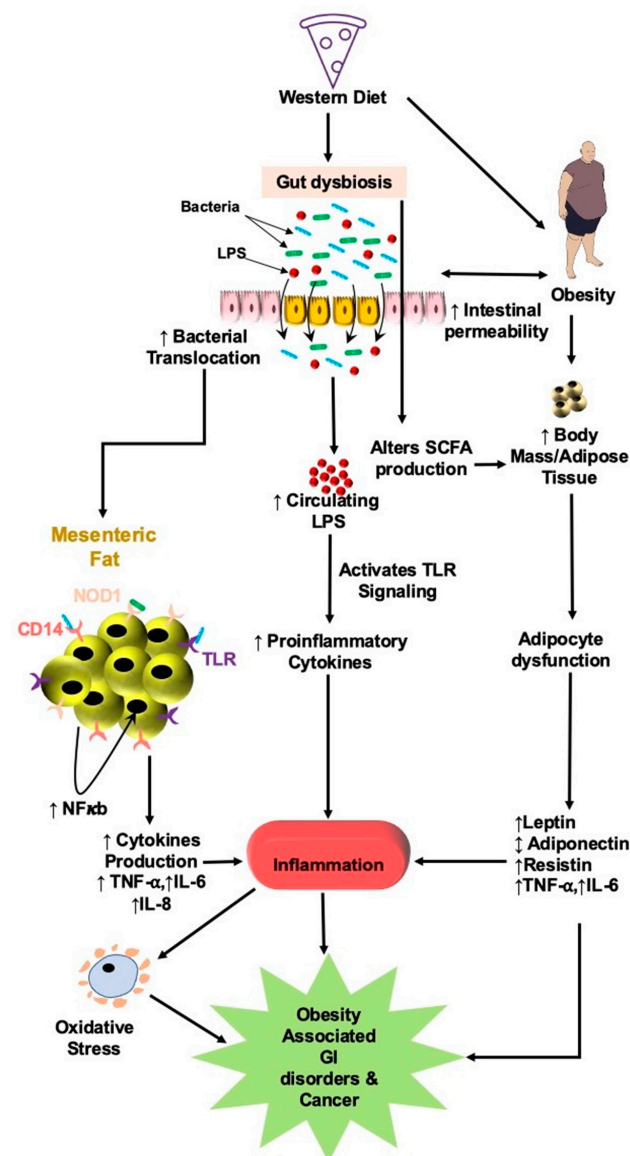 Western Diet
Gut dysbiosis
Bacteria
LPS
Obesity
↑ Intestinal
permeability
↑ Bacterial
Translocation
↑ Body
Mass/Adipose
Tissue
Alters SCFA
production
↑ Circulating
LPS
Mesenteric
Fat
NOD1
CD14
TLR
Activates TLR
Signaling
↑ Proinflammatory
Cytokines
Adipocyte
dysfunction
↑ NFκb
↑ Cytokines
Production
↑ TNF-α,↑IL-6
↑IL-8
Inflammation
↑Leptin
↕ Adiponectin
↑Resistin
↑TNF-α,↑IL-6
Oxidative
Stress
Obesity
Associated
GI
disorders &
Cancer